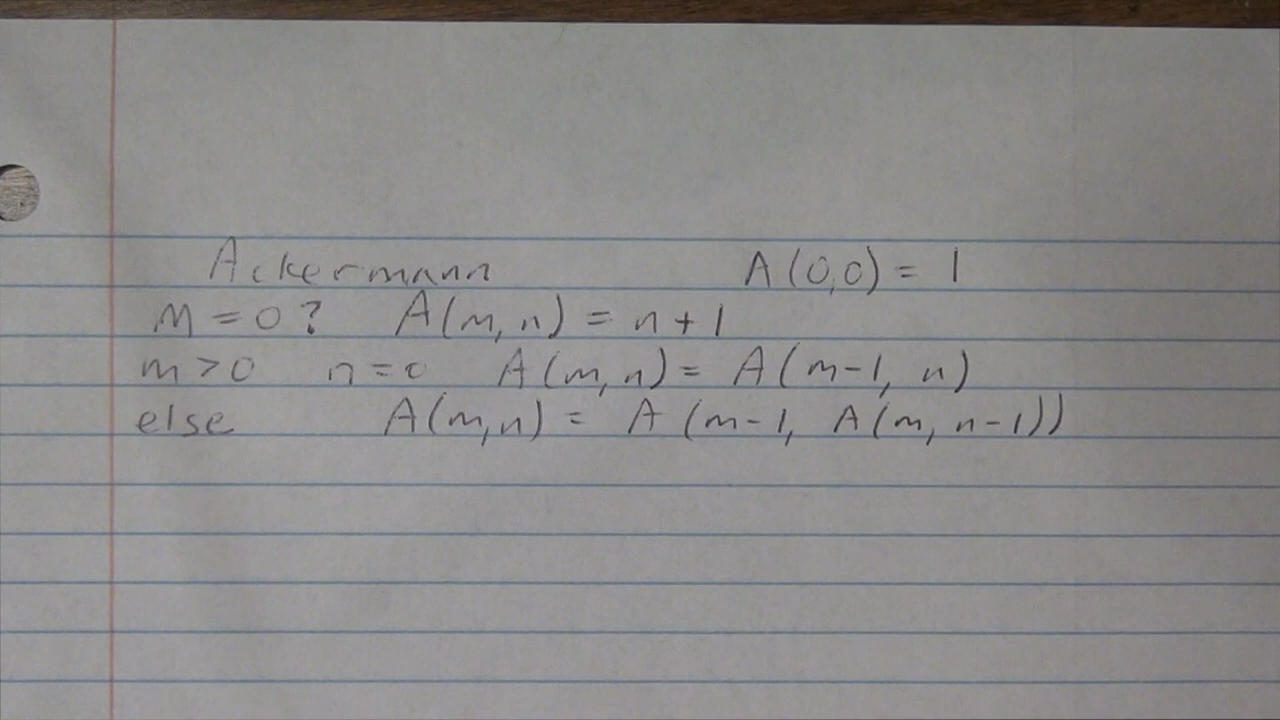 Ackermann A(0,0) = 1
m = 0? A(m, n) = n + 1
m > 0 n = 0 A(m, n) = A(m-1, n)
else A(m,n) = A (m-1, A(m, n-1))